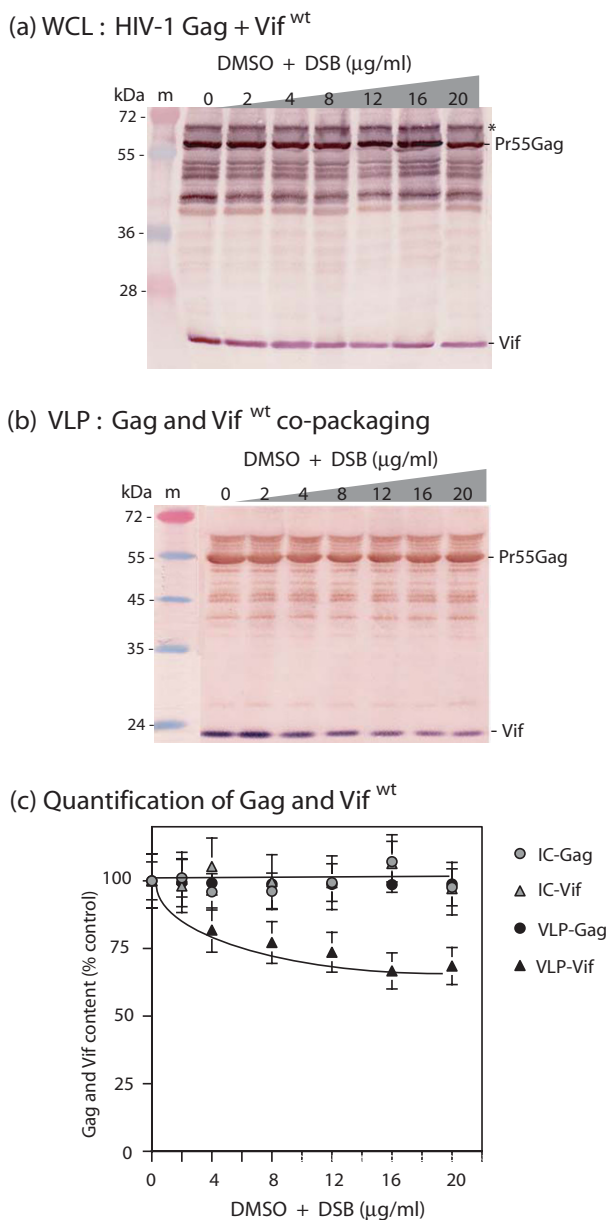 (a) WCL : HIV-1 Gag + Vif wt
DMSO + DSB (μg/ml)
kDa m 0 2 4 8 12 16 20
72 -
*
- Pr55Gag
55 -
36 -
28 -
- Vif
(b) VLP : Gag and Vif wt co-packaging
DMSO + DSB (μg/ml)
kDa m 0 2 4 8 12 16 20
72 -
55 -
- Pr55Gag
45 -
35 -
24 -
- Vif
(c) Quantification of Gag and Vif wt
Gag and Vif content (% control)
100
75
50
25
0
0 4 8 12 16 20
DMSO + DSB (μg/ml)
IC-Gag
IC-Vif
VLP-Gag
VLP-Vif